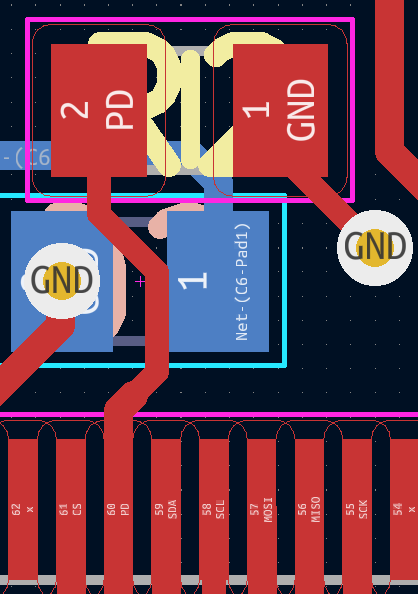 R12
2
PD
1
GND
-(C6
GND
GND
1
Net-(C6-Pad1)
62
x
61
CS
60
PD
59
SDA
58
SCL
57
MOSI
56
MISO
55
SCK
54
x